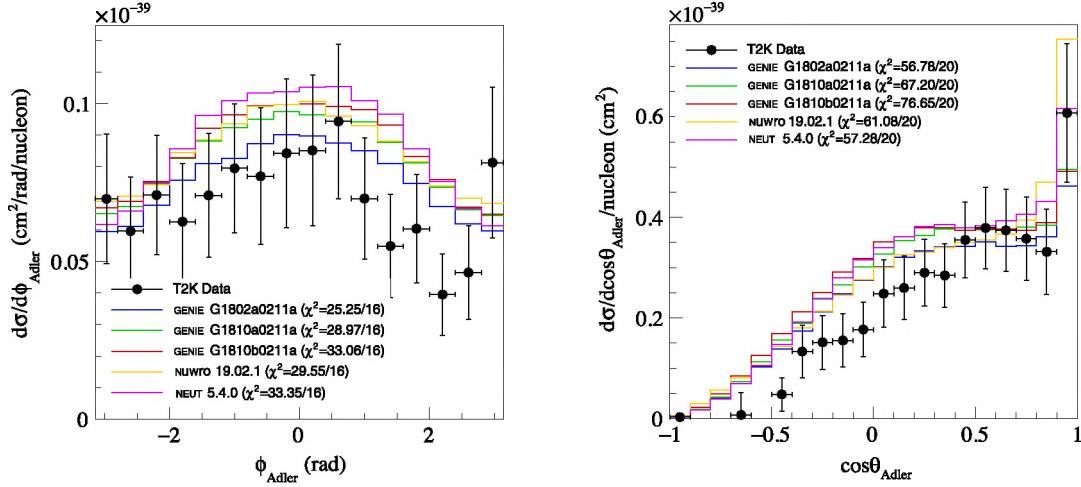 ×10⁻³⁹
dσ/dϕ_Adler (cm²/rad/nucleon)
0.1
0.05
0
T2K Data
GENIE G1802a0211a (χ²=25.25/16)
GENIE G1810a0211a (χ²=28.97/16)
GENIE G1810b0211a (χ²=33.06/16)
NUWRO 19.02.1 (χ²=29.55/16)
NEUT 5.4.0 (χ²=33.35/16)
−2 0 2
ϕ_Adler (rad)
×10⁻³⁹
dσ/dcosθ_Adler/nucleon (cm²)
0.6
0.4
0.2
0
T2K Data
GENIE G1802a0211a (χ²=56.78/20)
GENIE G1810a0211a (χ²=67.20/20)
GENIE G1810b0211a (χ²=76.65/20)
NUWRO 19.02.1 (χ²=61.08/20)
NEUT 5.4.0 (χ²=57.28/20)
−1 −0.5 0 0.5 1
cosθ_Adler